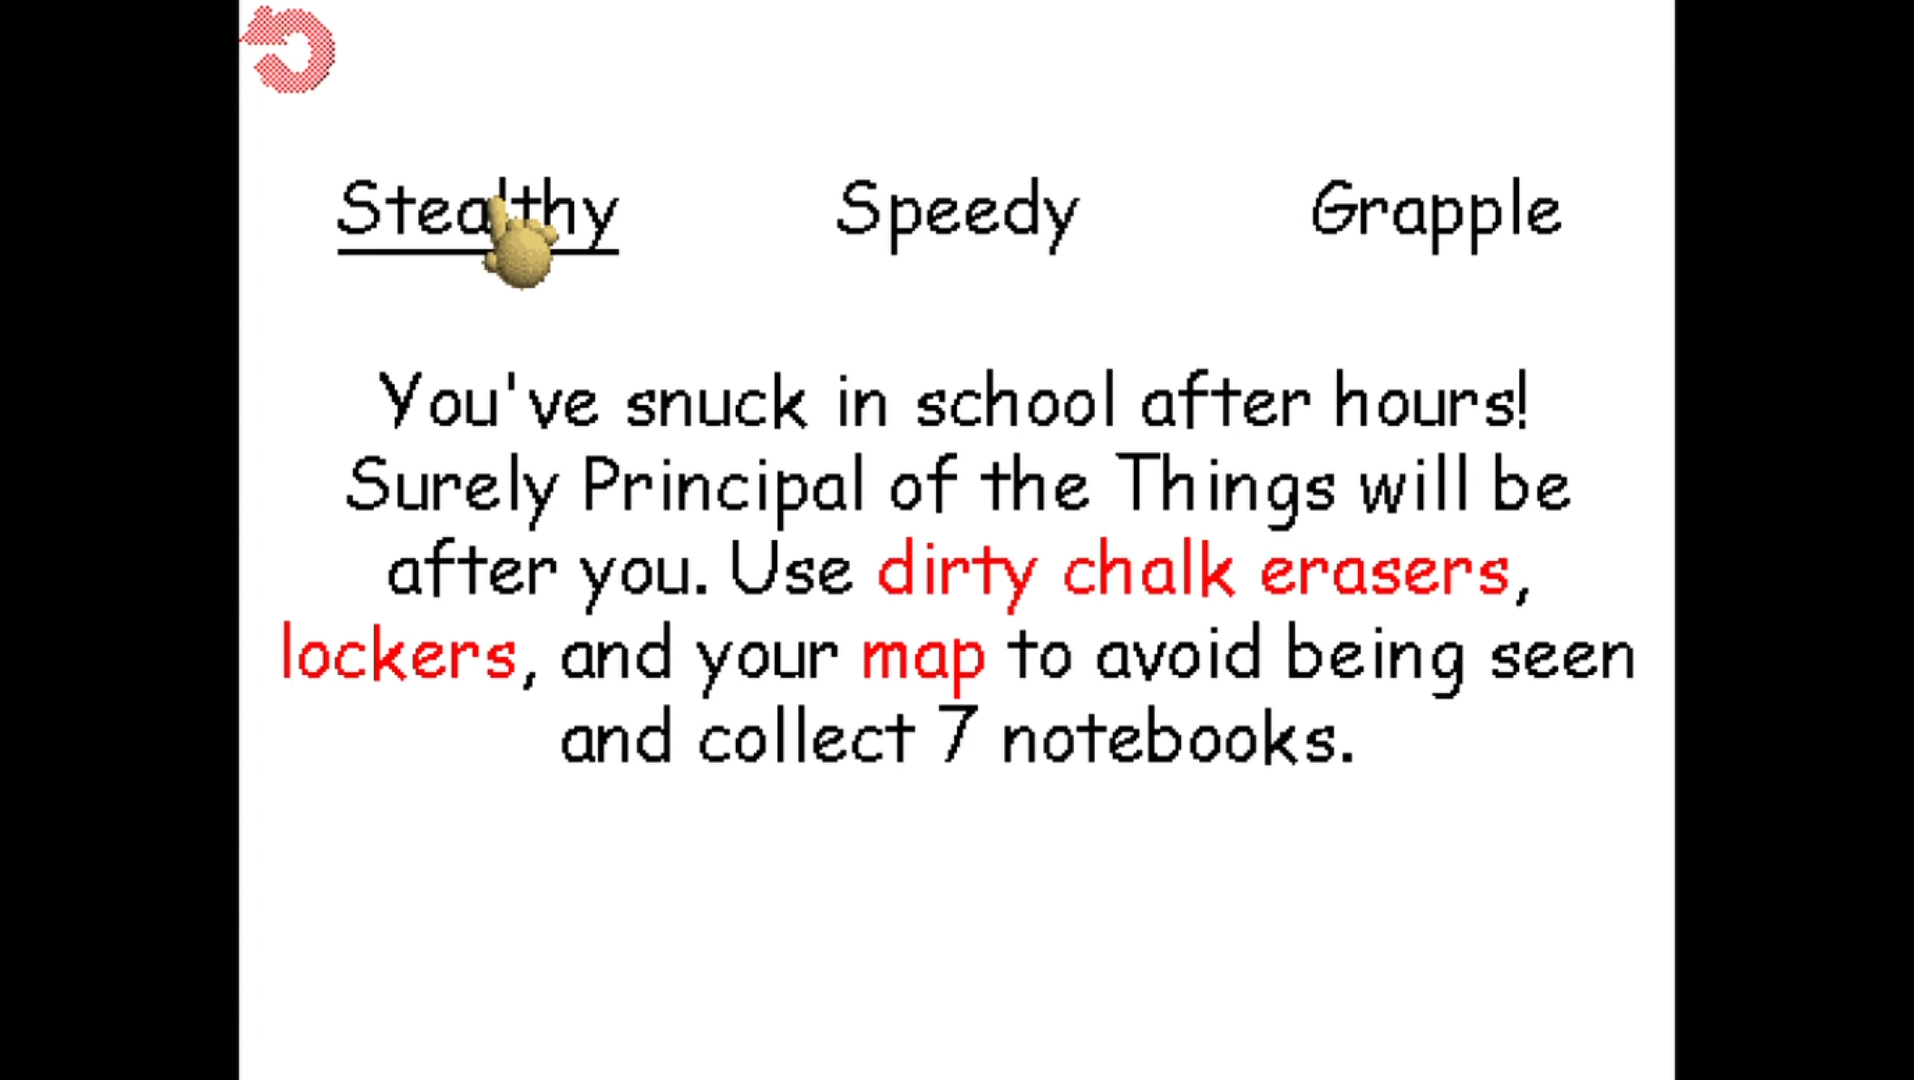 Stealthy Speedy Grapple
You've snuck in school after hours!
Surely Principal of the Things will be
after you. Use dirty chalk erasers,
lockers, and your map to avoid being seen
and collect 7 notebooks.